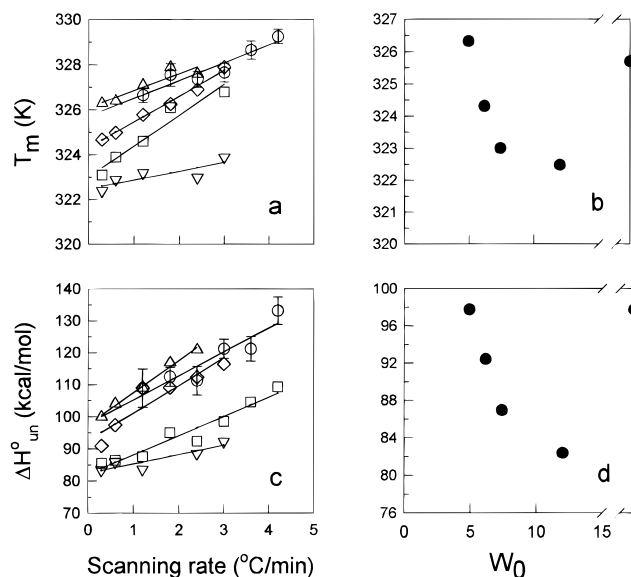 330
328
326
324
322
320
T_m (K)
a
327
326
325
324
323
322
321
320
b
140
130
120
110
100
90
80
70
ΔH°_un (kcal/mol)
c
0 1 2 3 4 5
Scanning rate (°C/min)
100
96
92
88
84
80
76
d
0 5 10 15
W_0